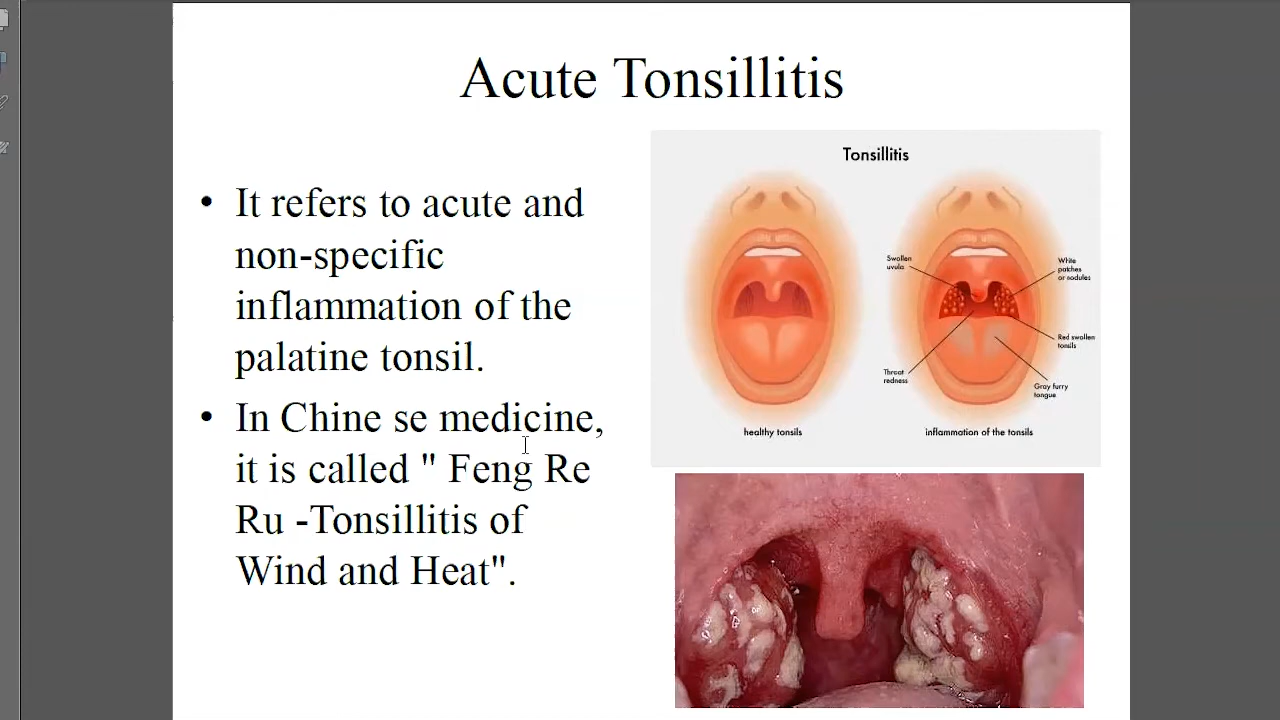 Acute Tonsillitis
• It refers to acute and
non-specific
inflammation of the
palatine tonsil.
• In Chine se medicine,
it is called " Feng Re
Ru -Tonsillitis of
Wind and Heat".
Tonsillitis
Swollen
uvula
White
patches
or nodules
Red swollen
tonsils
Throat
redness
Gray furry
tongue
healthy tonsils
inflammation of the tonsils